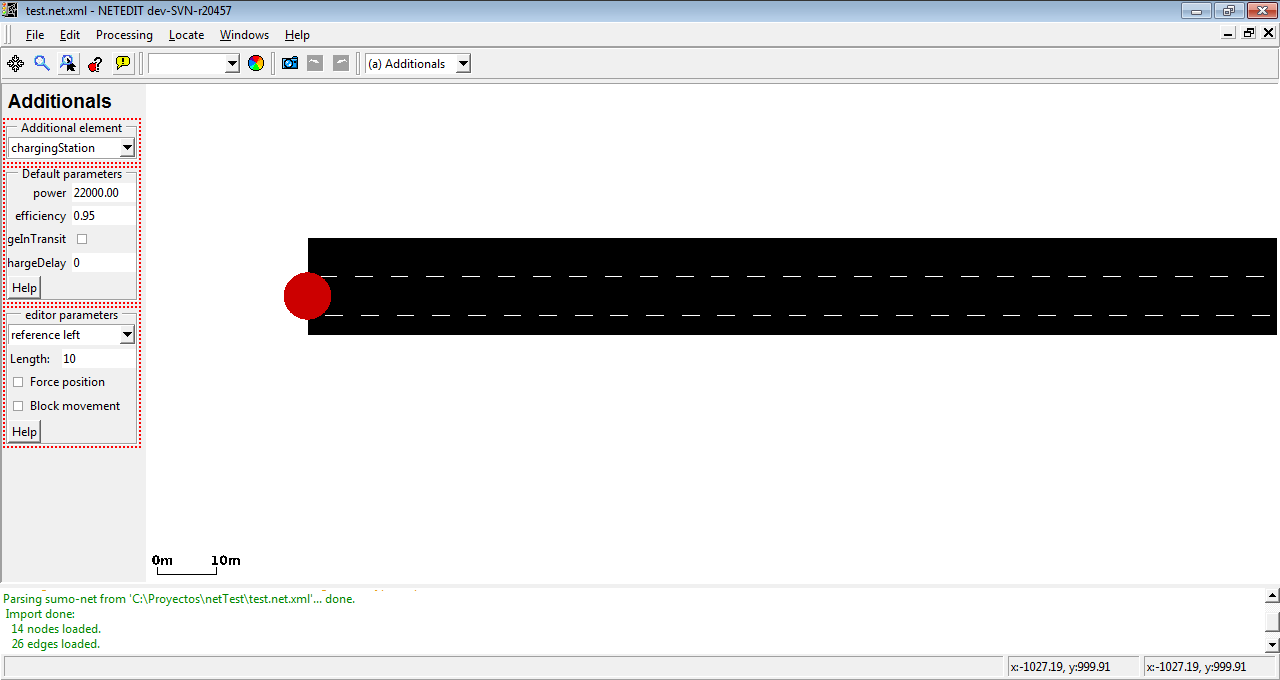 test.net.xml - NETEDIT dev-SVN-r20457
File Edit Processing Locate Windows Help
(a) Additionals
Additionals
Additional element
chargingStation
Default parameters
power 22000.00
efficiency 0.95
geInTransit
hargeDelay 0
Help
editor parameters
reference left
Length: 10
Force position
Block movement
Help
0m 10m
Parsing sumo-net from 'C:\Proyectos\netTest\test.net.xml'... done.
Import done:
14 nodes loaded.
26 edges loaded.
x:-1027.19, y:999.91 x:-1027.19, y:999.91